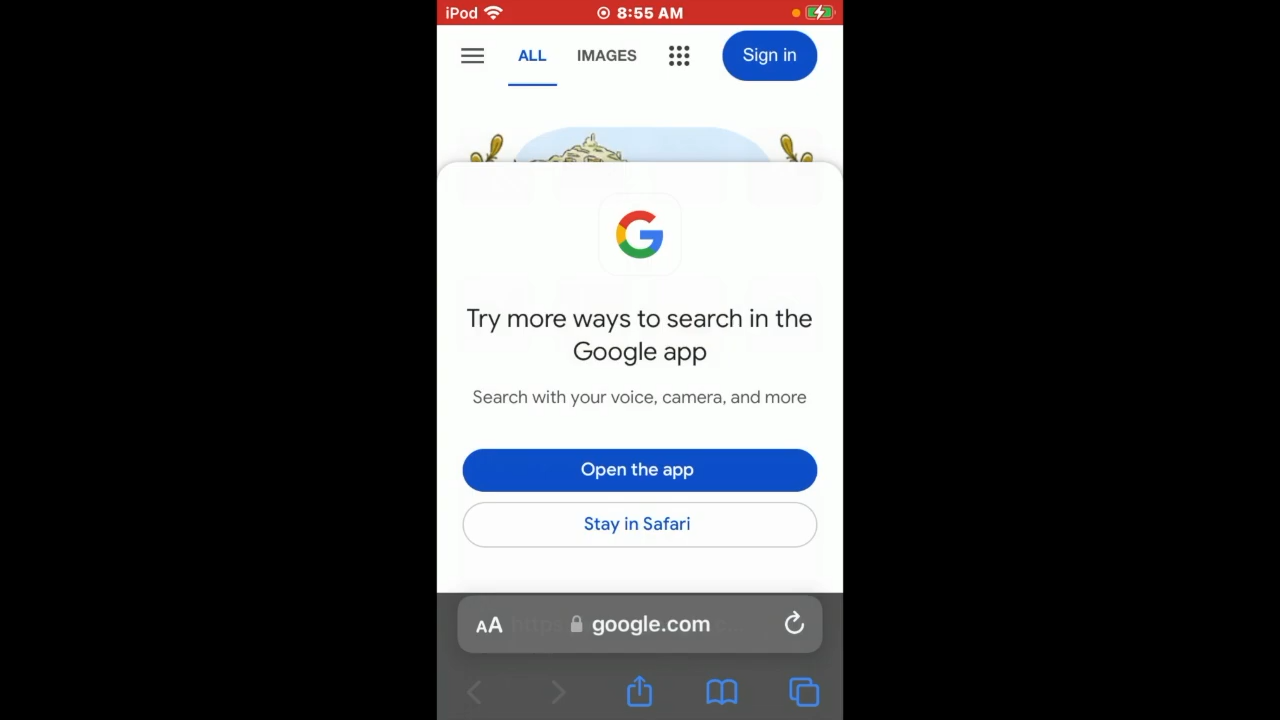 iPod 8:55 AM
ALL IMAGES Sign in
Try more ways to search in the
Google app
Search with your voice, camera, and more
Open the app
Stay in Safari
AA google.com